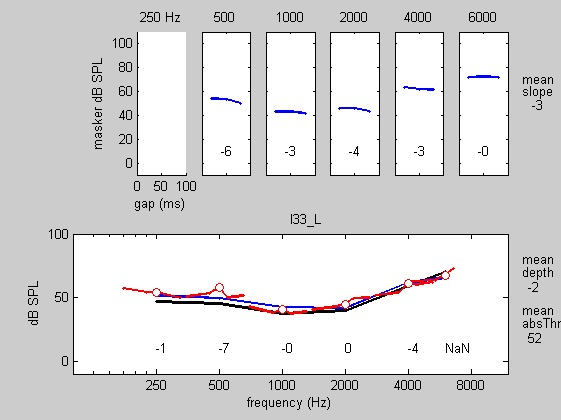 250 Hz 500 1000 2000 4000 6000
masker dB SPL
100
80
60
40
20
0
-6 -3 -4 -3 -0
0 50 100
gap (ms)
mean
slope
-3
I33_L
dB SPL
100
50
0
-1 -7 -0 0 -4 NaN
250 500 1000 2000 4000 8000
frequency (Hz)
mean
depth
-2
mean
absThr
52